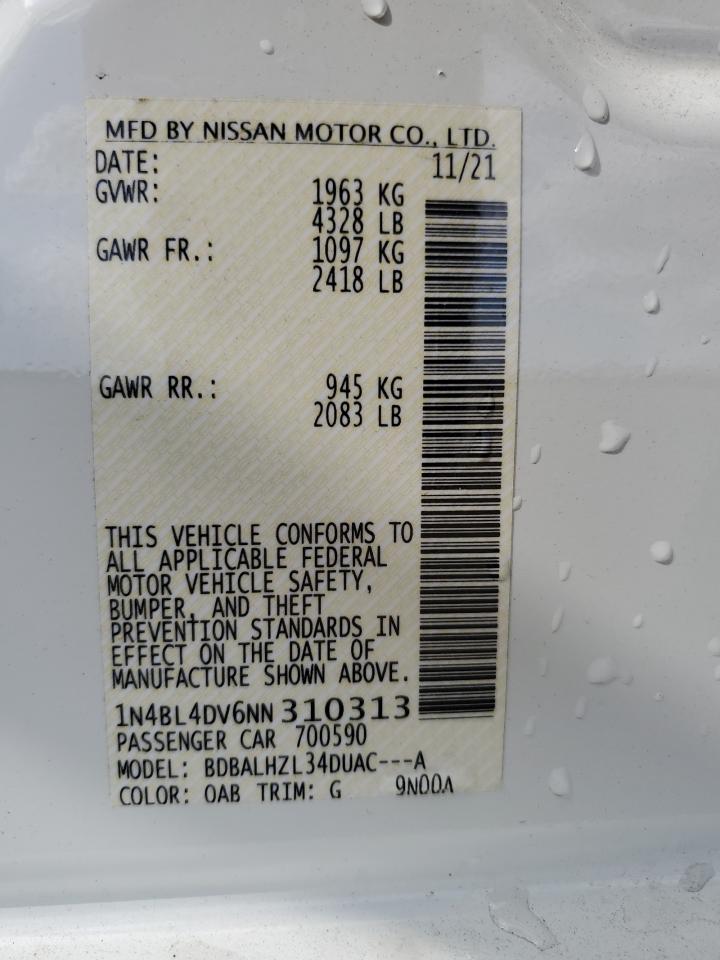 MFD BY NISSAN MOTOR CO., LTD.
DATE: 11/21
GVWR: 1963 KG
4328 LB
GAWR FR.: 1097 KG
2418 LB
GAWR RR.: 945 KG
2083 LB
THIS VEHICLE CONFORMS TO
ALL APPLICABLE FEDERAL
MOTOR VEHICLE SAFETY,
BUMPER, AND THEFT
PREVENTION STANDARDS IN
EFFECT ON THE DATE OF
MANUFACTURE SHOWN ABOVE.
1N4BL4DV6NN 310313
PASSENGER CAR 700590
MODEL: BDBALHZL34DUAC---A
COLOR: QAB TRIM: G 9N00A